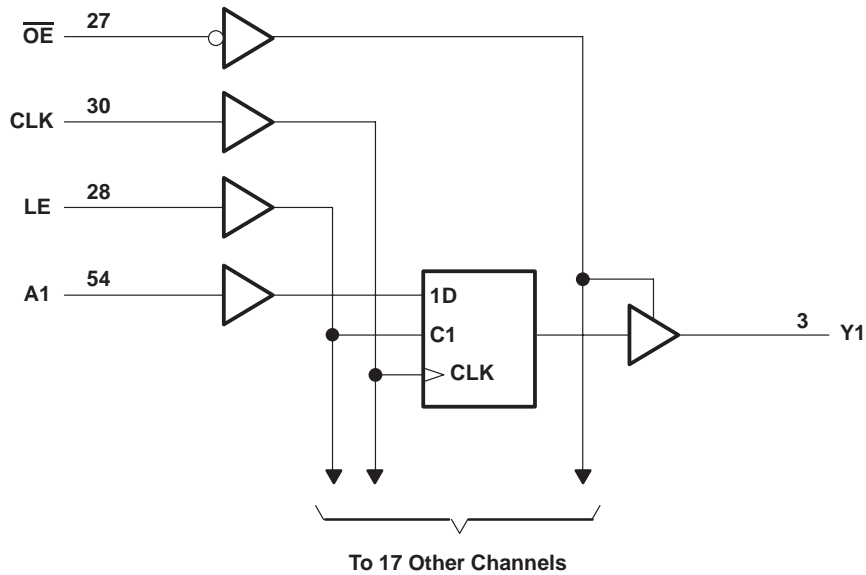 OE 27
CLK 30
LE 28
A1 54
1D
C1
CLK
3 Y1
To 17 Other Channels